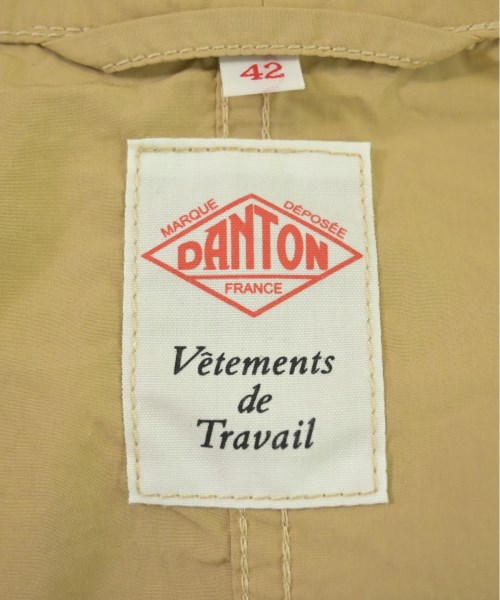 42
MARQUE DÉPOSÉE
DANTON
FRANCE
Vêtements
de
Travail